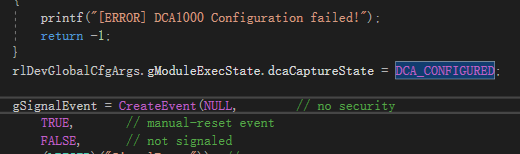 {
printf("[ERROR] DCA1000 Configuration failed!");
return -1;
}
rlDevGlobalCfgArgs.gModuleExecState.dcaCaptureState = DCA_CONFIGURED;
gSignalEvent = CreateEvent(NULL, // no security
TRUE, // manual-reset event
FALSE, // not signaled